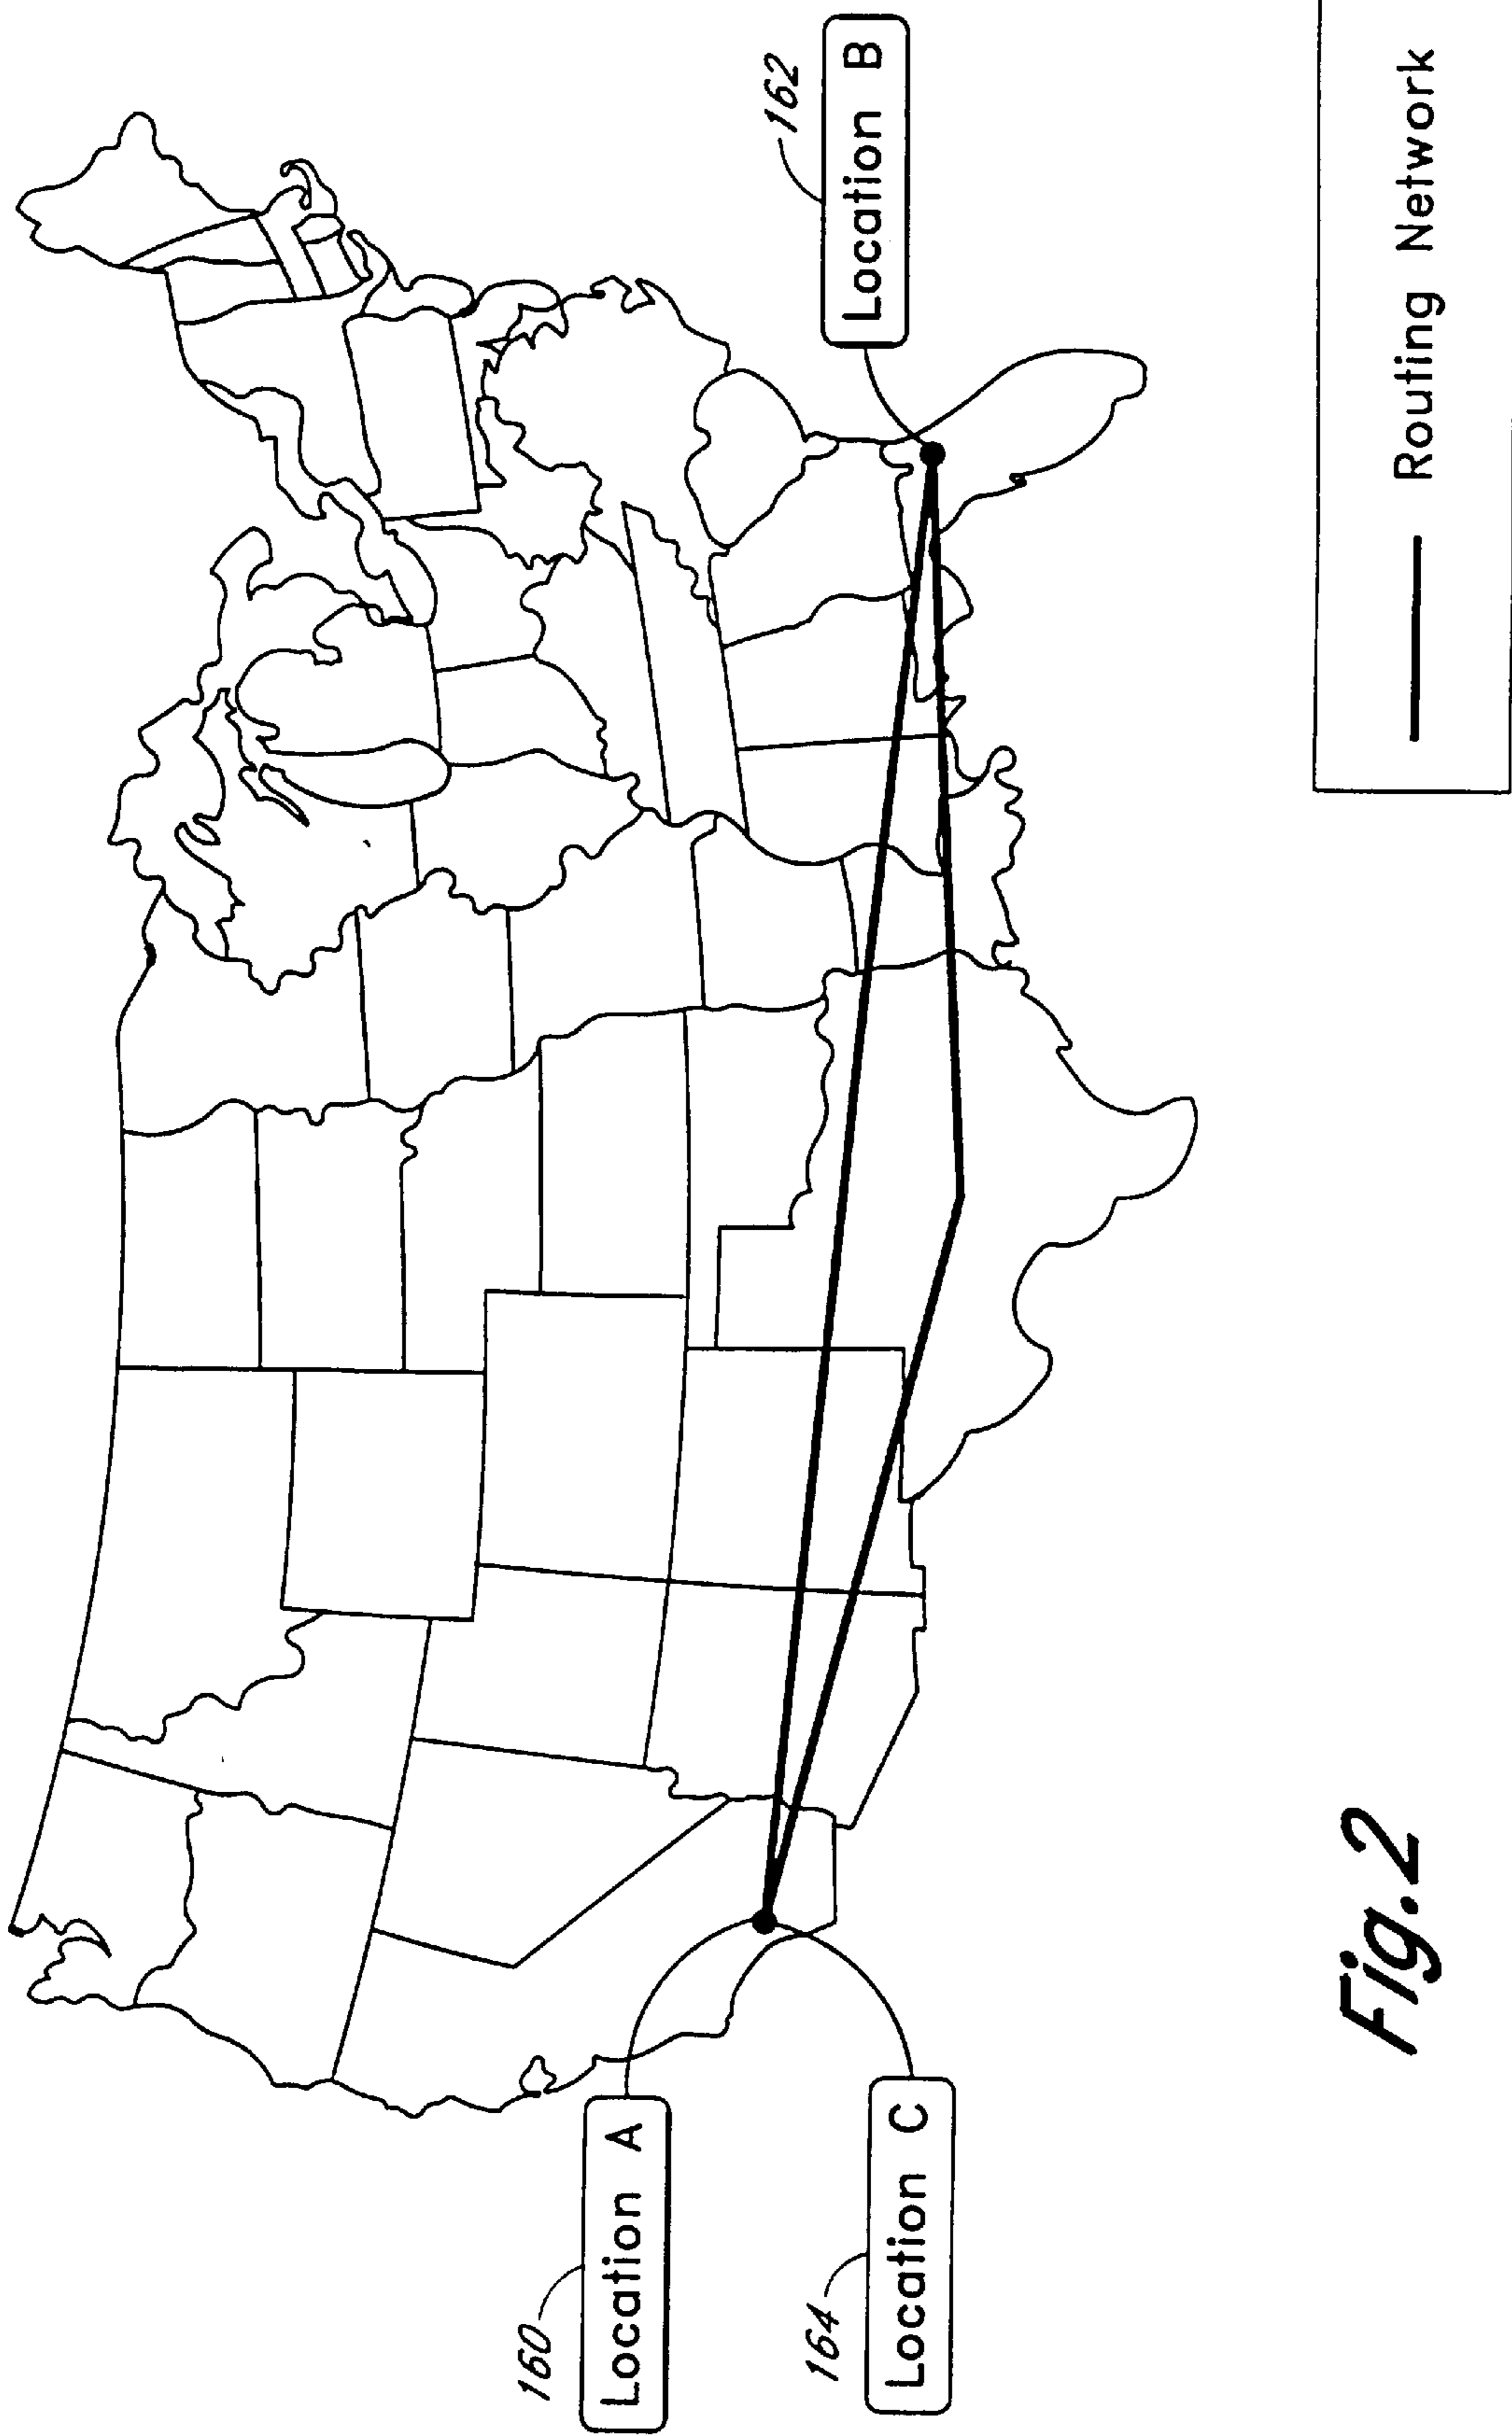 160
Location A
164
Location C
162
Location B
Routing Network
Fig.2